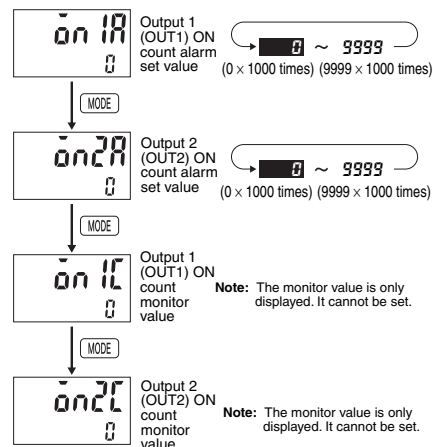 on1A
0
Output 1
(OUT1) ON
count alarm
set value
0 ~ 9999
(0 × 1000 times) (9999 × 1000 times)
MODE
on2A
0
Output 2
(OUT2) ON
count alarm
set value
0 ~ 9999
(0 × 1000 times) (9999 × 1000 times)
MODE
on1C
0
Output 1
(OUT1) ON
count
monitor
value
Note: The monitor value is only
displayed. It cannot be set.
MODE
on2C
0
Output 2
(OUT2) ON
count
monitor
value
Note: The monitor value is only
displayed. It cannot be set.